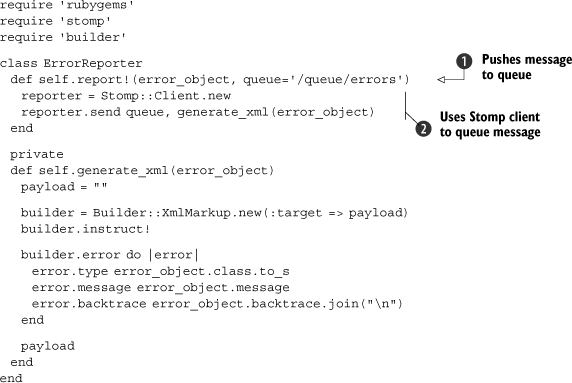 require 'rubygems'
require 'stomp'
require 'builder'
class ErrorReporter
  def self.report!(error_object, queue='/queue/errors')
    reporter = Stomp::Client.new
    reporter.send queue, generate_xml(error_object)
  end
  private
  def self.generate_xml(error_object)
    payload = ""
    builder = Builder::XmlMarkup.new(:target => payload)
    builder.instruct!
    builder.error do |error|
      error.type error_object.class.to_s
      error.message error_object.message
      error.backtrace error_object.backtrace.join("\n")
    end
    payload
  end
end
1 Pushes message
to queue
2 Uses Stomp client
to queue message